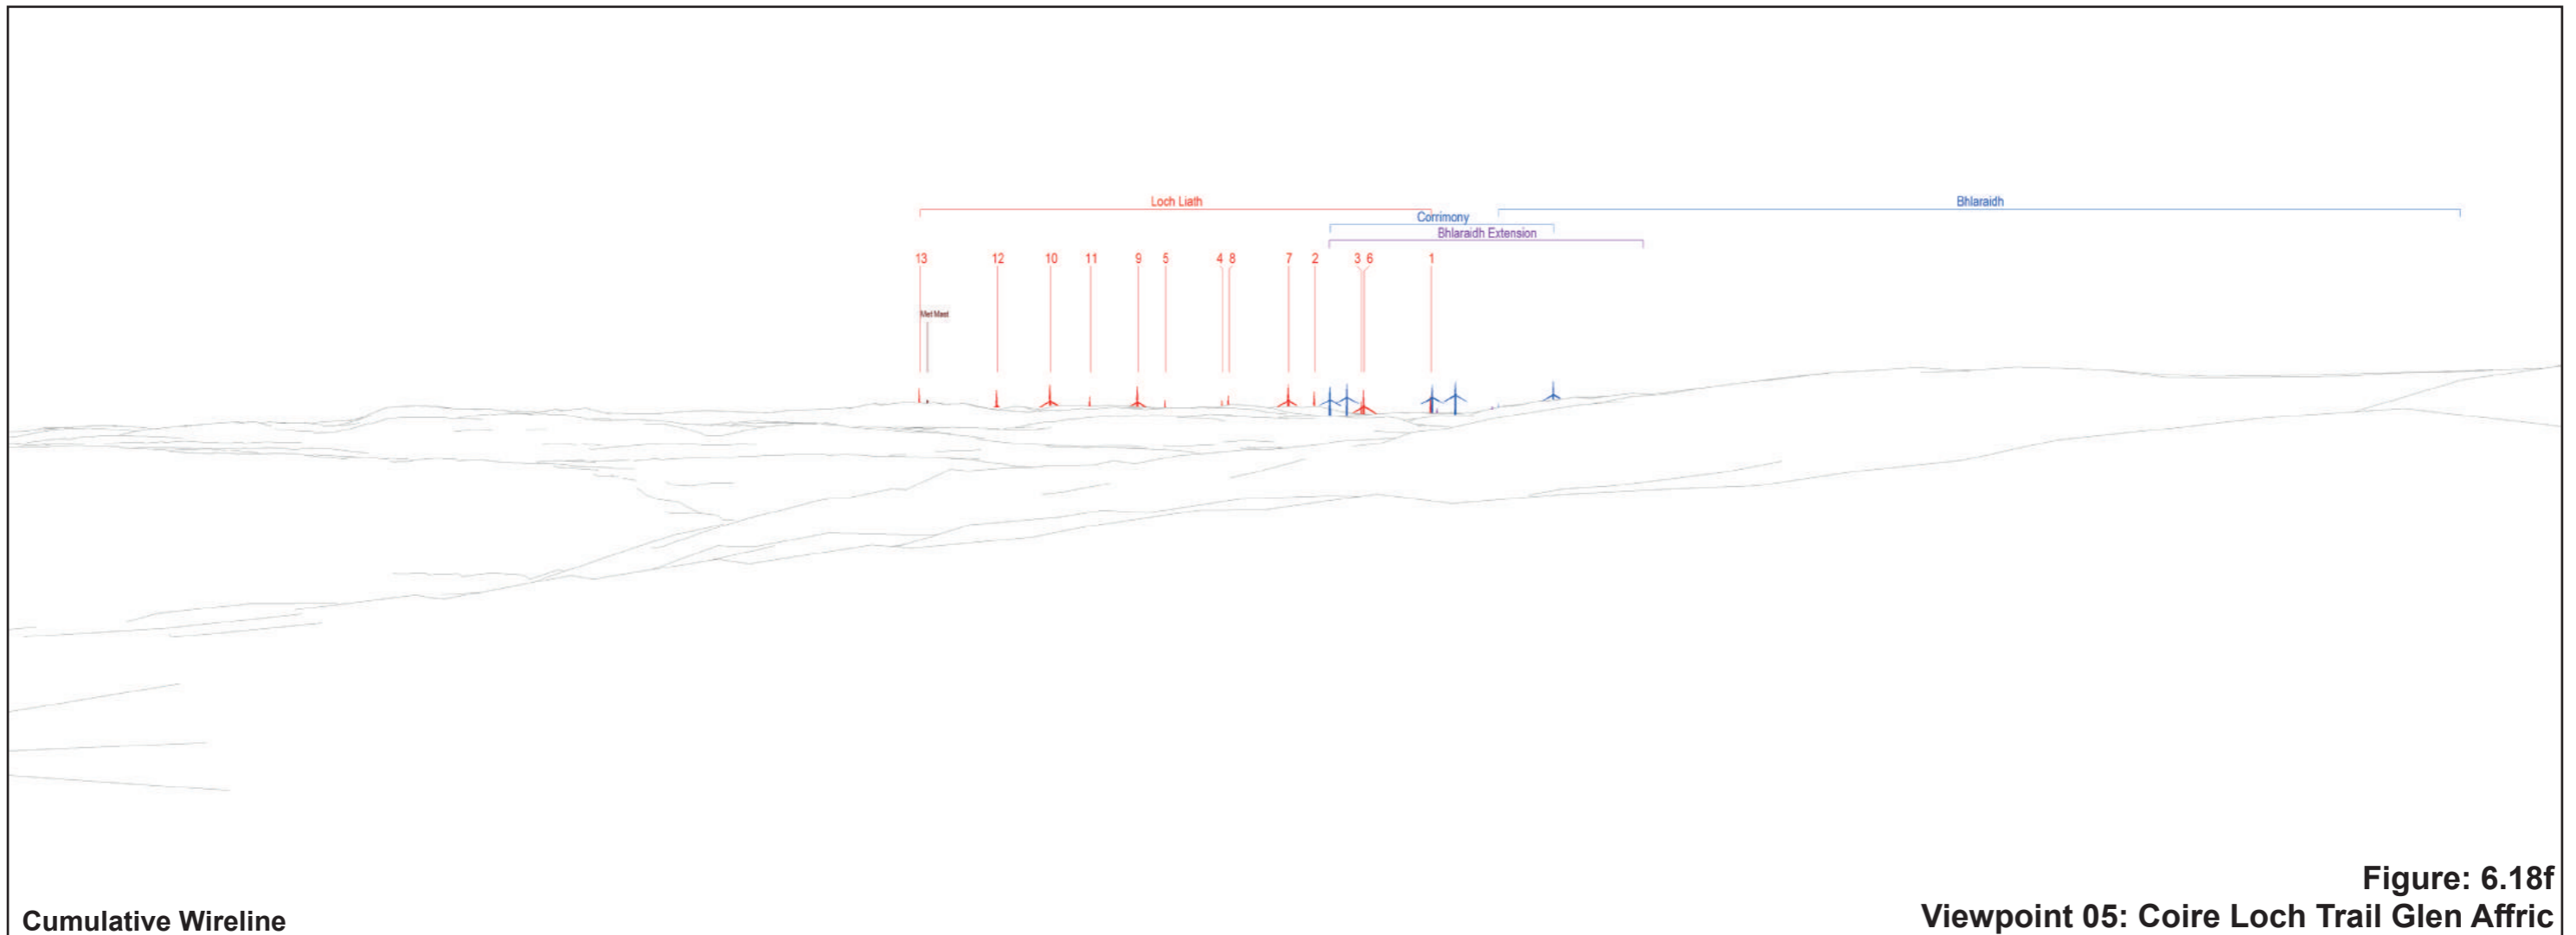 Loch Liath
Bhlaraidh
Corrimony
Bhlaraidh Extension
13 12 10 11 9 5 4 8 7 2 3 6 1
Met Mast
Figure: 6.18f
Cumulative Wireline
Viewpoint 05: Coire Loch Trail Glen Affric